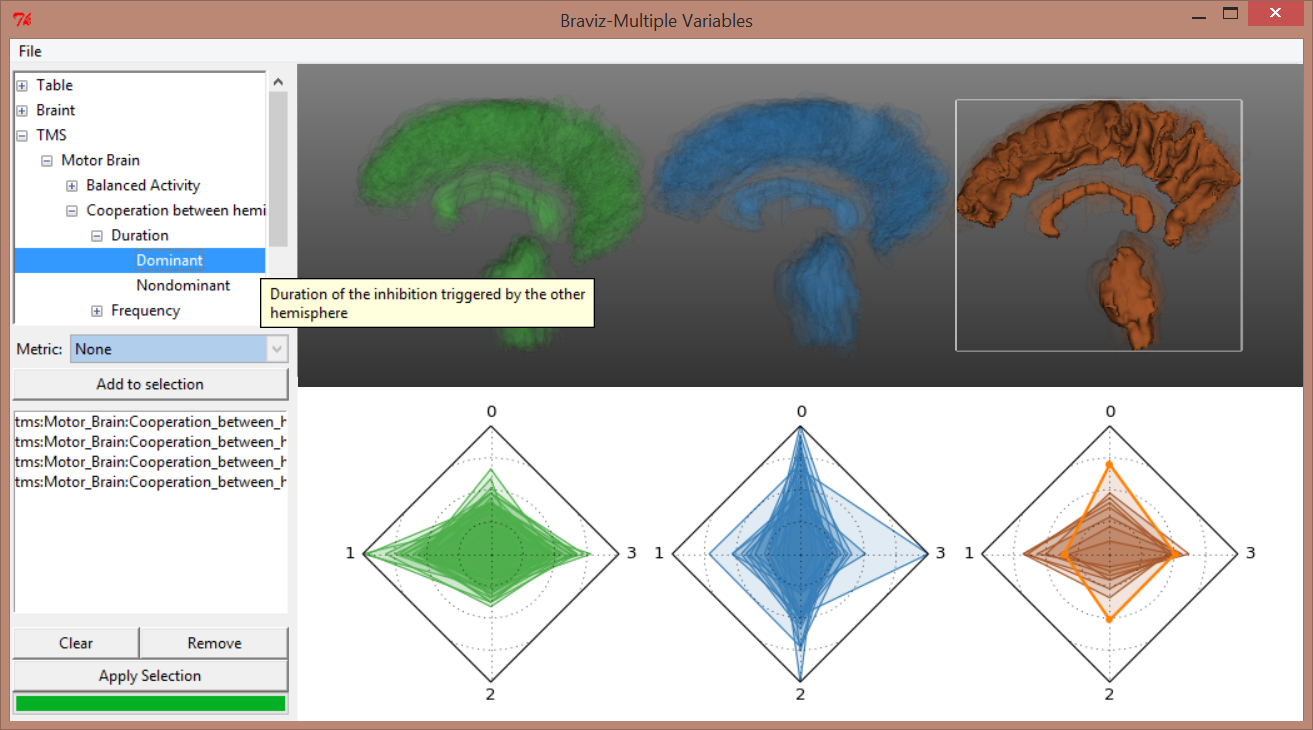 Tk
Braviz-Multiple Variables
File
Table
Braint
TMS
Motor Brain
Balanced Activity
Cooperation between hemi
Duration
Dominant
Nondominant
Frequency
Duration of the inhibition triggered by the other
hemisphere
Metric: None
Add to selection
tms:Motor_Brain:Cooperation_between_h
tms:Motor_Brain:Cooperation_between_h
tms:Motor_Brain:Cooperation_between_h
tms:Motor_Brain:Cooperation_between_h
Clear Remove
Apply Selection
0 0 0
1 3 1 3 1 3
2 2 2